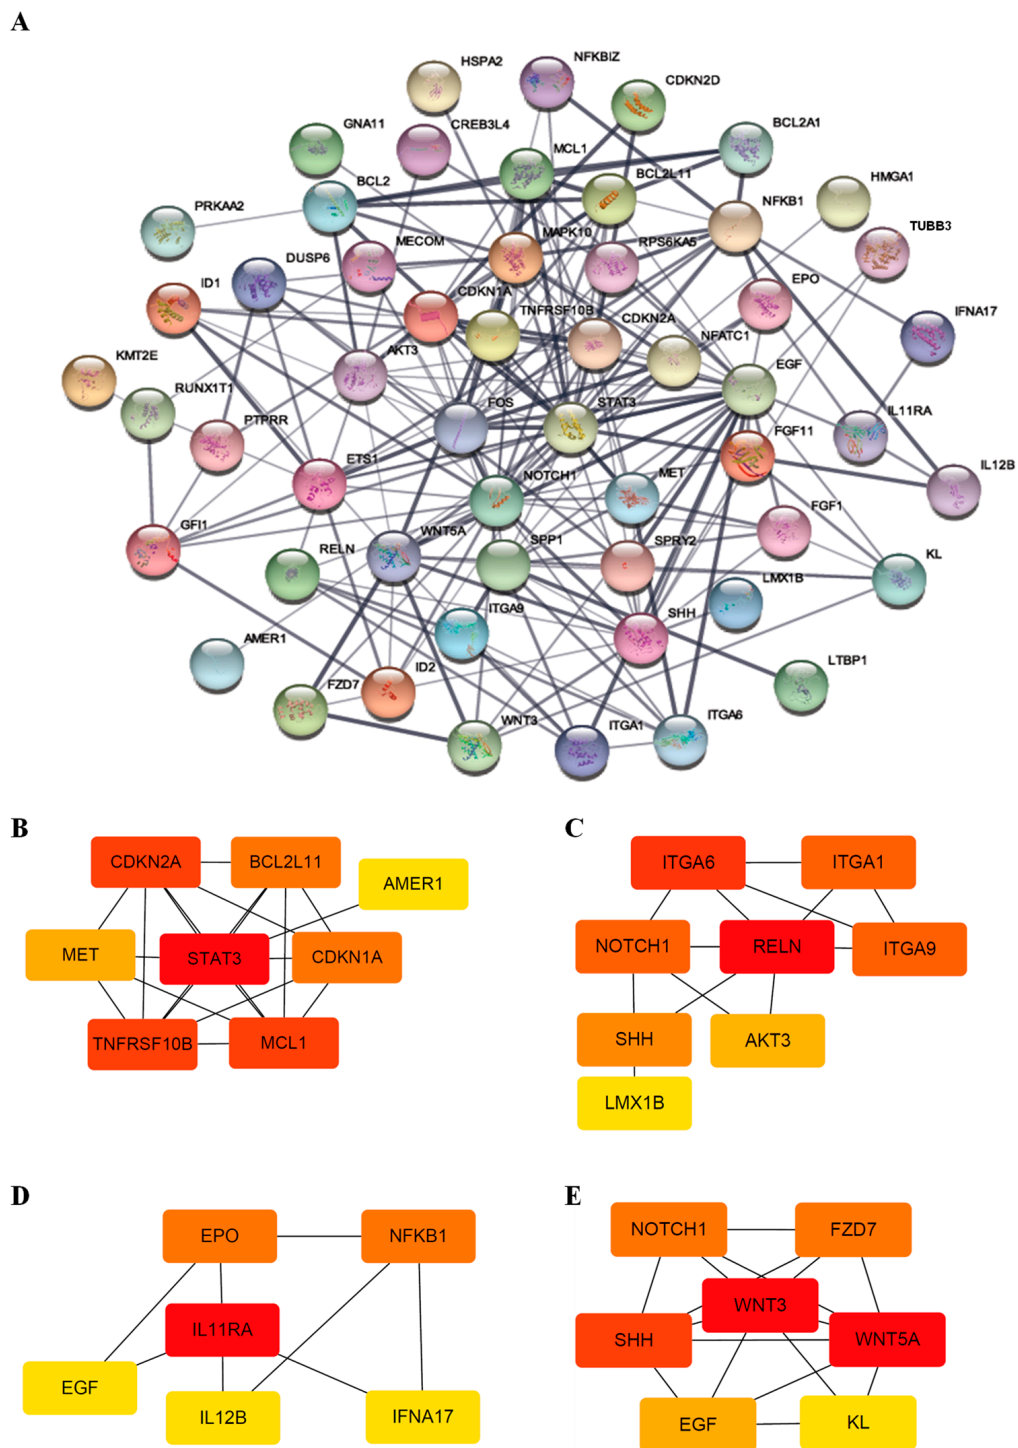 A
HSPA2
NFKBIZ
CDKN2D
GNA11
CREB3L4
MCL1
BCL2A1
BCL2
BCL2L11
HMGA1
PRKAA2
MECOM
MAPK10
RPS6KA5
NFKB1
TUBB3
DUSP6
ID1
CDKN1A
TNFRSF10B
CDKN2A
EPO
IFNA17
KMT2E
AKT3
NFATC1
EGF
RUNX1T1
FOS
STAT3
IL11RA
PTPRR
FGF11
ETS1
NOTCH1
MET
IL12B
GFI1
WNT5A
SPP1
SPRY2
FGF1
RELN
KL
LMX1B
ITGA9
SHH
AMER1
ID2
LTBP1
FZD7
WNT3
ITGA1
ITGA6
B
CDKN2A
BCL2L11
AMER1
MET
STAT3
CDKN1A
TNFRSF10B
MCL1
C
ITGA6
ITGA1
NOTCH1
RELN
ITGA9
SHH
AKT3
LMX1B
D
EPO
NFKB1
IL11RA
EGF
IL12B
IFNA17
E
NOTCH1
FZD7
WNT3
SHH
WNT5A
EGF
KL